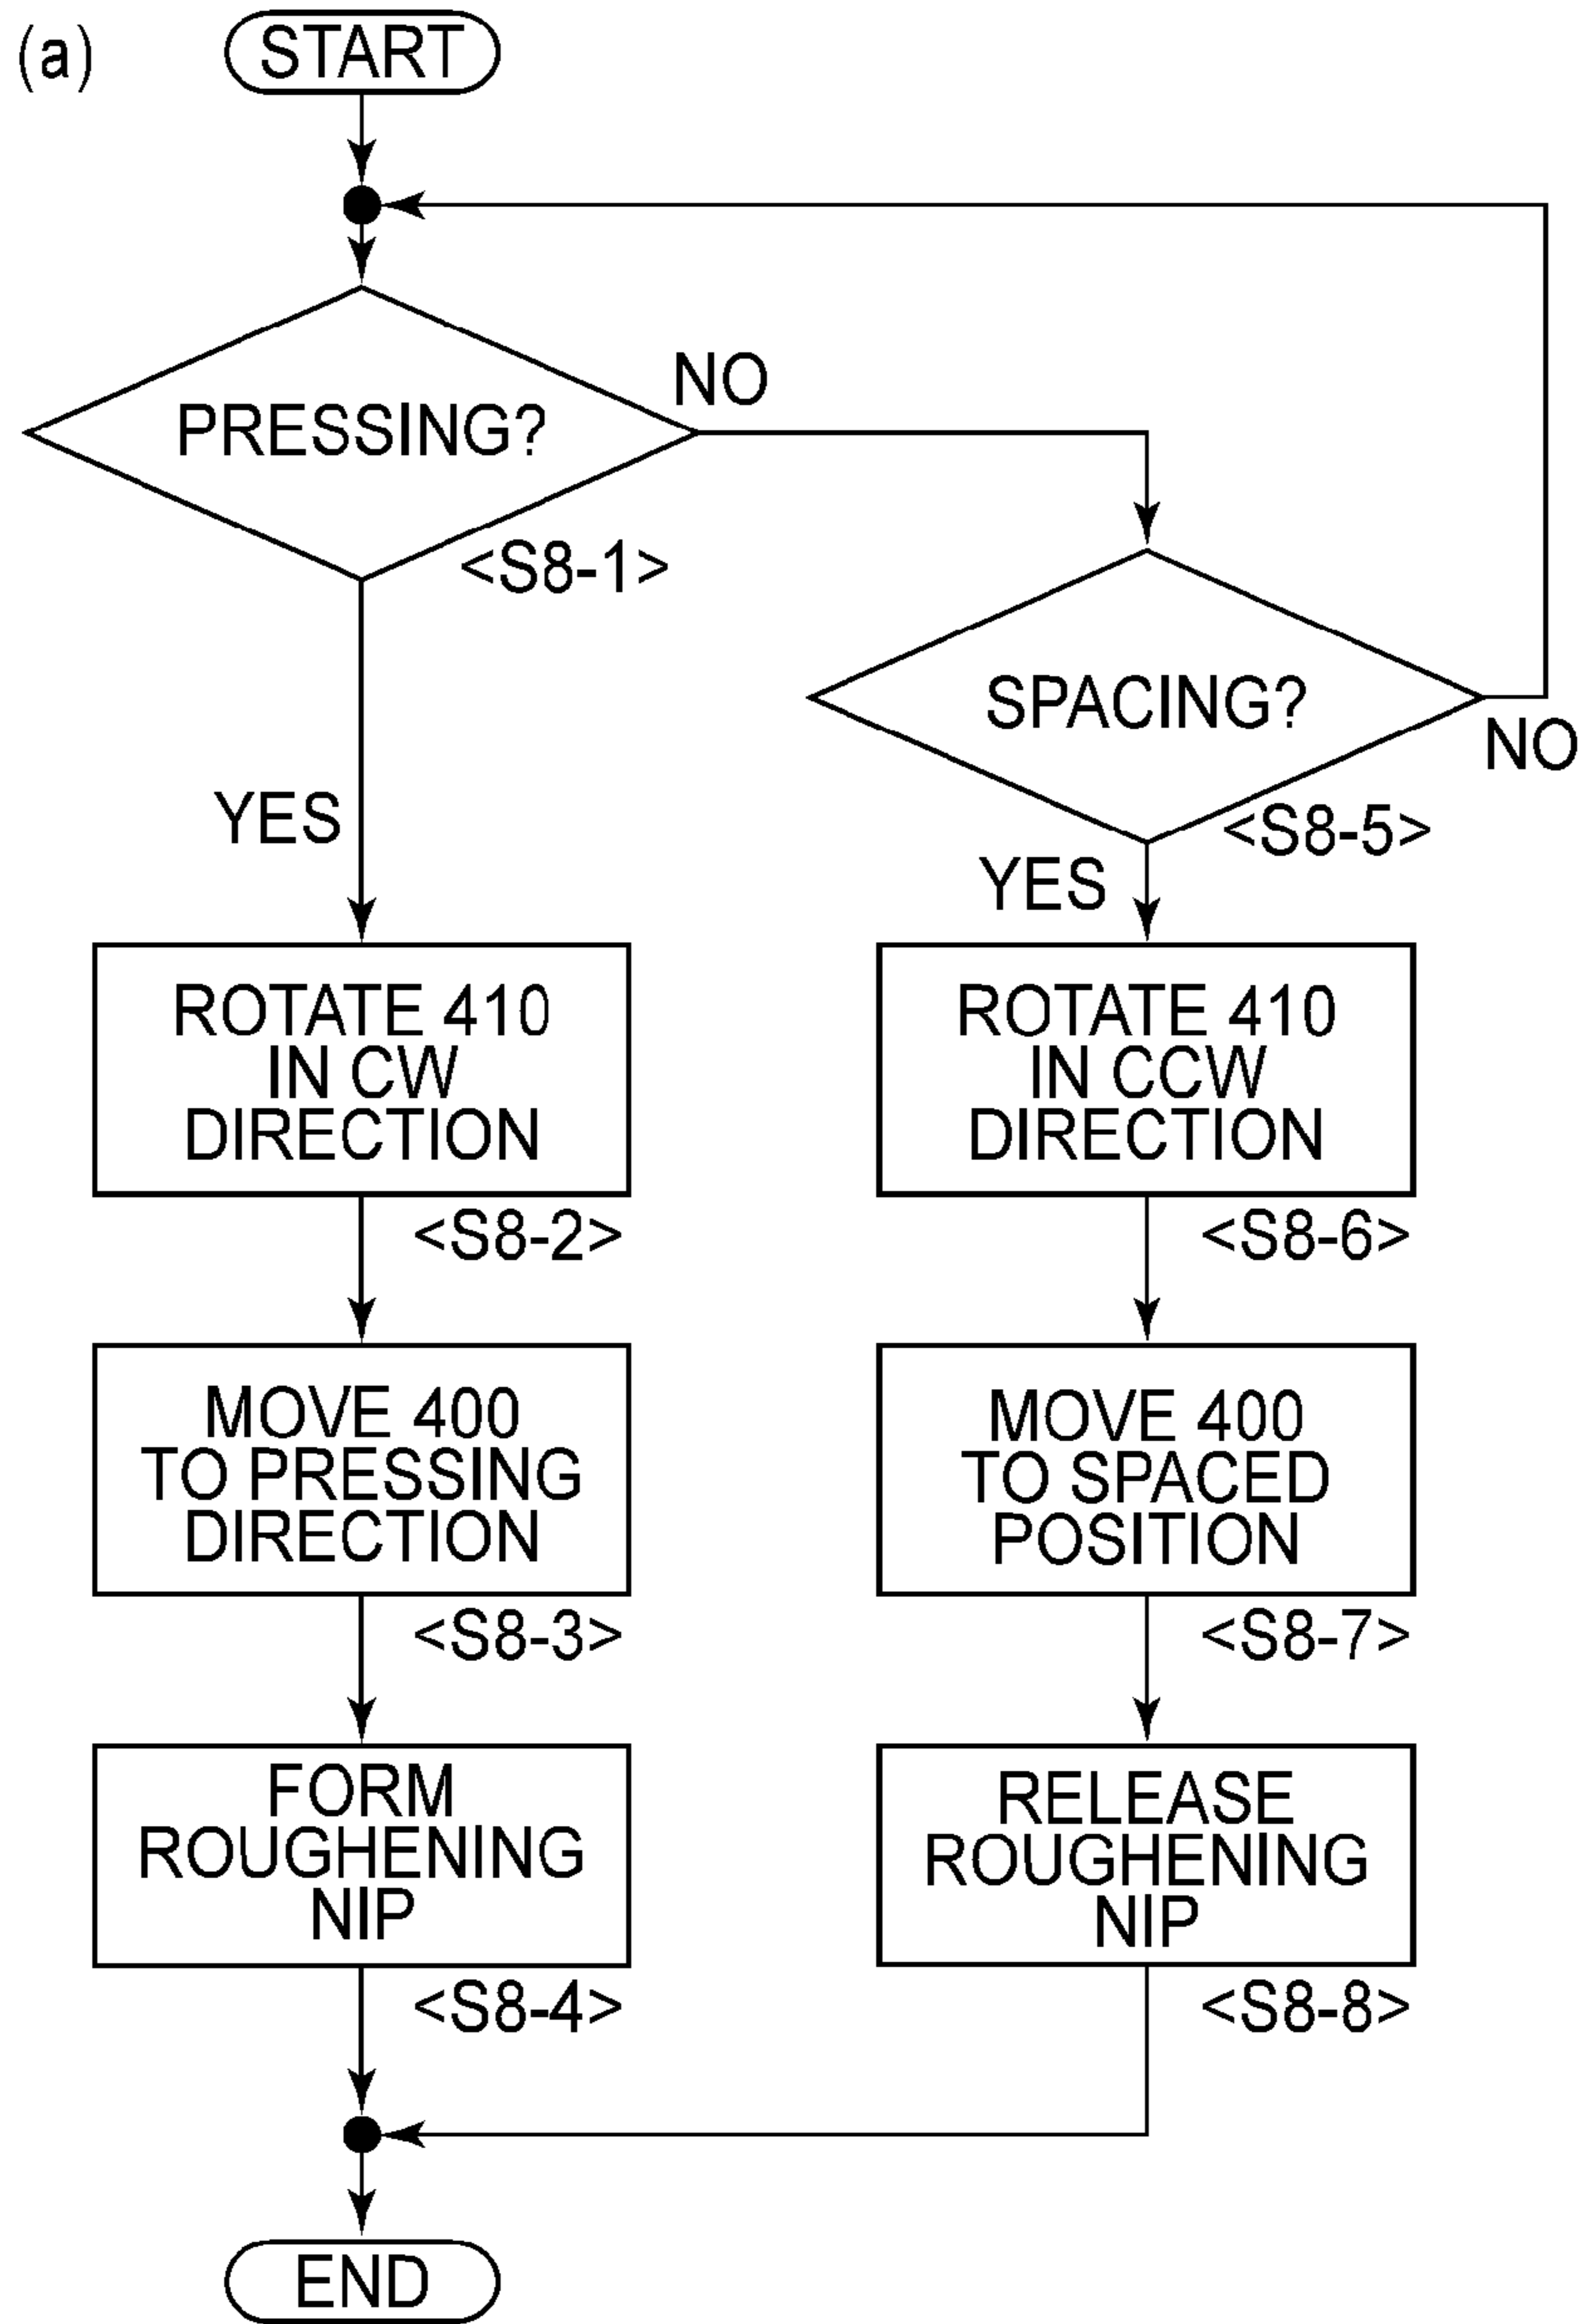 (a)
START
PRESSING?
NO
<S8-1>
SPACING?
NO
<S8-5>
YES
YES
ROTATE 410
IN CW
DIRECTION
<S8-2>
ROTATE 410
IN CCW
DIRECTION
<S8-6>
MOVE 400
TO PRESSING
DIRECTION
<S8-3>
MOVE 400
TO SPACED
POSITION
<S8-7>
FORM
ROUGHENING
NIP
<S8-4>
RELEASE
ROUGHENING
NIP
<S8-8>
END